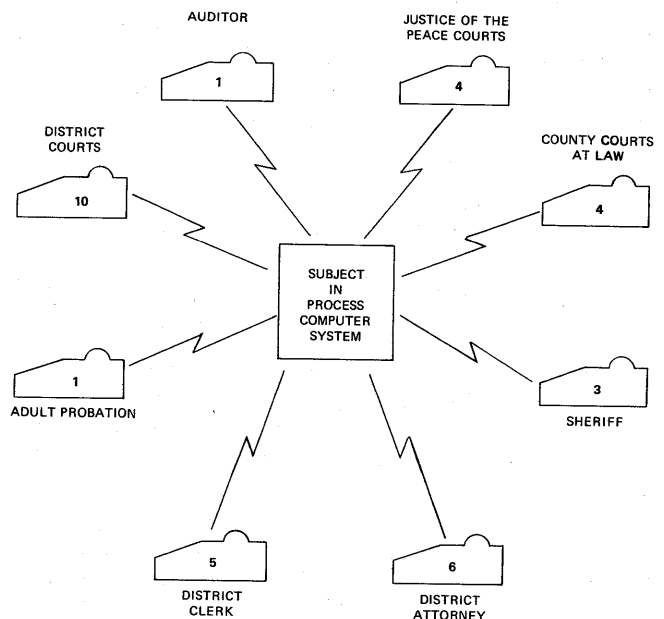 AUDITOR
1
JUSTICE OF THE
PEACE COURTS
4
DISTRICT
COURTS
10
COUNTY COURTS
AT LAW
4
SUBJECT
IN
PROCESS
COMPUTER
SYSTEM
1
ADULT PROBATION
3
SHERIFF
5
DISTRICT
CLERK
6
DISTRICT
ATTORNEY